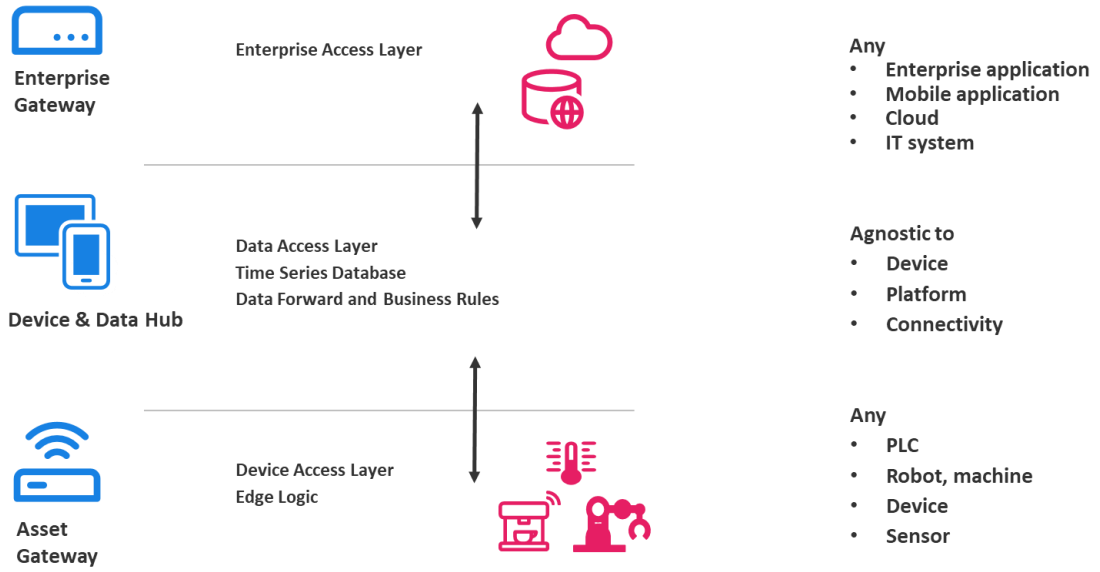 Enterprise
Gateway
Enterprise Access Layer
Any
• Enterprise application
• Mobile application
• Cloud
• IT system
Device & Data Hub
Data Access Layer
Time Series Database
Data Forward and Business Rules
Agnostic to
• Device
• Platform
• Connectivity
Asset
Gateway
Device Access Layer
Edge Logic
Any
• PLC
• Robot, machine
• Device
• Sensor